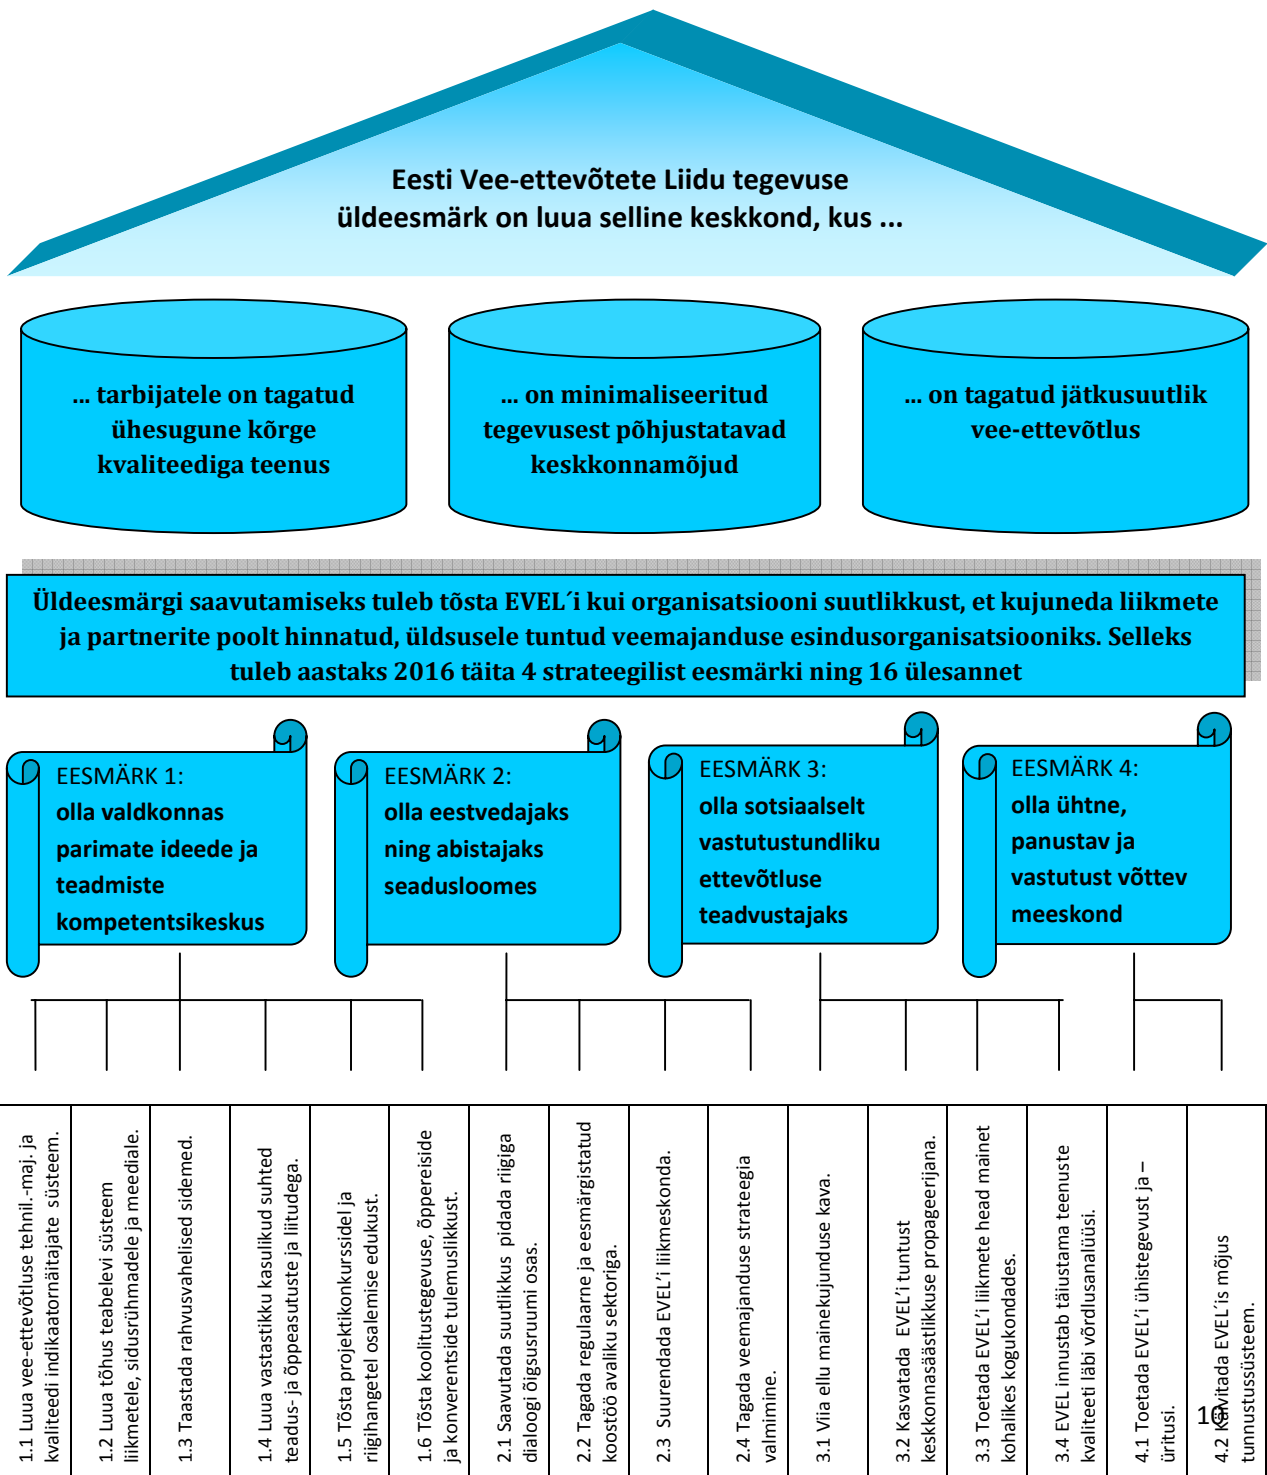 Eesti Vee-ettevõtete Liidu tegevuse
üldeesmärk on luua selline keskkond, kus ...
... tarbijatele on tagatud
ühesugune kõrge
kvaliteediga teenus
... on minimaliseeritud
tegevusest põhjustatavad
keskkonnamõjud
... on tagatud jätkusuutlik
vee-ettevõtlus
Üldeesmärgi saavutamiseks tuleb tõsta EVEL´i kui organisatsiooni suutlikkust, et kujuneda liikmete
ja partnerite poolt hinnatud, üldsusele tuntud veemajanduse esindusorganisatsiooniks. Selleks
tuleb aastaks 2016 täita 4 strateegilist eesmärki ning 16 ülesannet
EESMÄRK 1:
olla valdkonnas
parimate ideede ja
teadmiste
kompetentsikeskus
EESMÄRK 2:
olla eestvedajaks
ning abistajaks
seadusloomes
EESMÄRK 3:
olla sotsiaalselt
vastutustundliku
ettevõtluse
teadvustajaks
EESMÄRK 4:
olla ühtne,
panustav ja
vastutust võttev
meeskond
1.1 Luua vee-ettevõtluse tehnil.-maj. ja
kvaliteedi indikaatornäitajate süsteem.
1.2 Luua tõhus teabelevi süsteem
liikmetele, sidusrühmadele ja meediale.
1.3 Taastada rahvusvahelised sidemed.
1.4 Luua vastastiku kasulikud suhted
teadus- ja õppeasutuste ja liitudega.
1.5 Tõsta projektikonkurssidel ja
riigihangetel osalemise edukust.
1.6 Tõsta koolitustegevuse, õppereiside
ja konverentside tulemuslikkust.
2.1 Saavutada suutlikkus pidada riigiga
dialoogi õigsusruumi osas.
2.2 Tagada regulaarne ja eesmärgistatud
koostöö avaliku sektoriga.
2.3 Suurendada EVEL’i liikmeskonda.
2.4 Tagada veemajanduse strateegia
valmimine.
3.1 Viia ellu mainekujunduse kava.
3.2 Kasvatada EVEL’i tuntust
keskkonnasäästlikkuse propageerijana.
3.3 Toetada EVEL’i liikmete head mainet
kohalikes kogukondades.
3.4 EVEL innustab täiustama teenuste
kvaliteeti läbi võrdlusanalüüsi.
4.1 Toetada EVEL’i ühistegevust ja –
üritusi.
4.2 Käivitada EVEL´is mõjus
tunnustussüsteem.
10